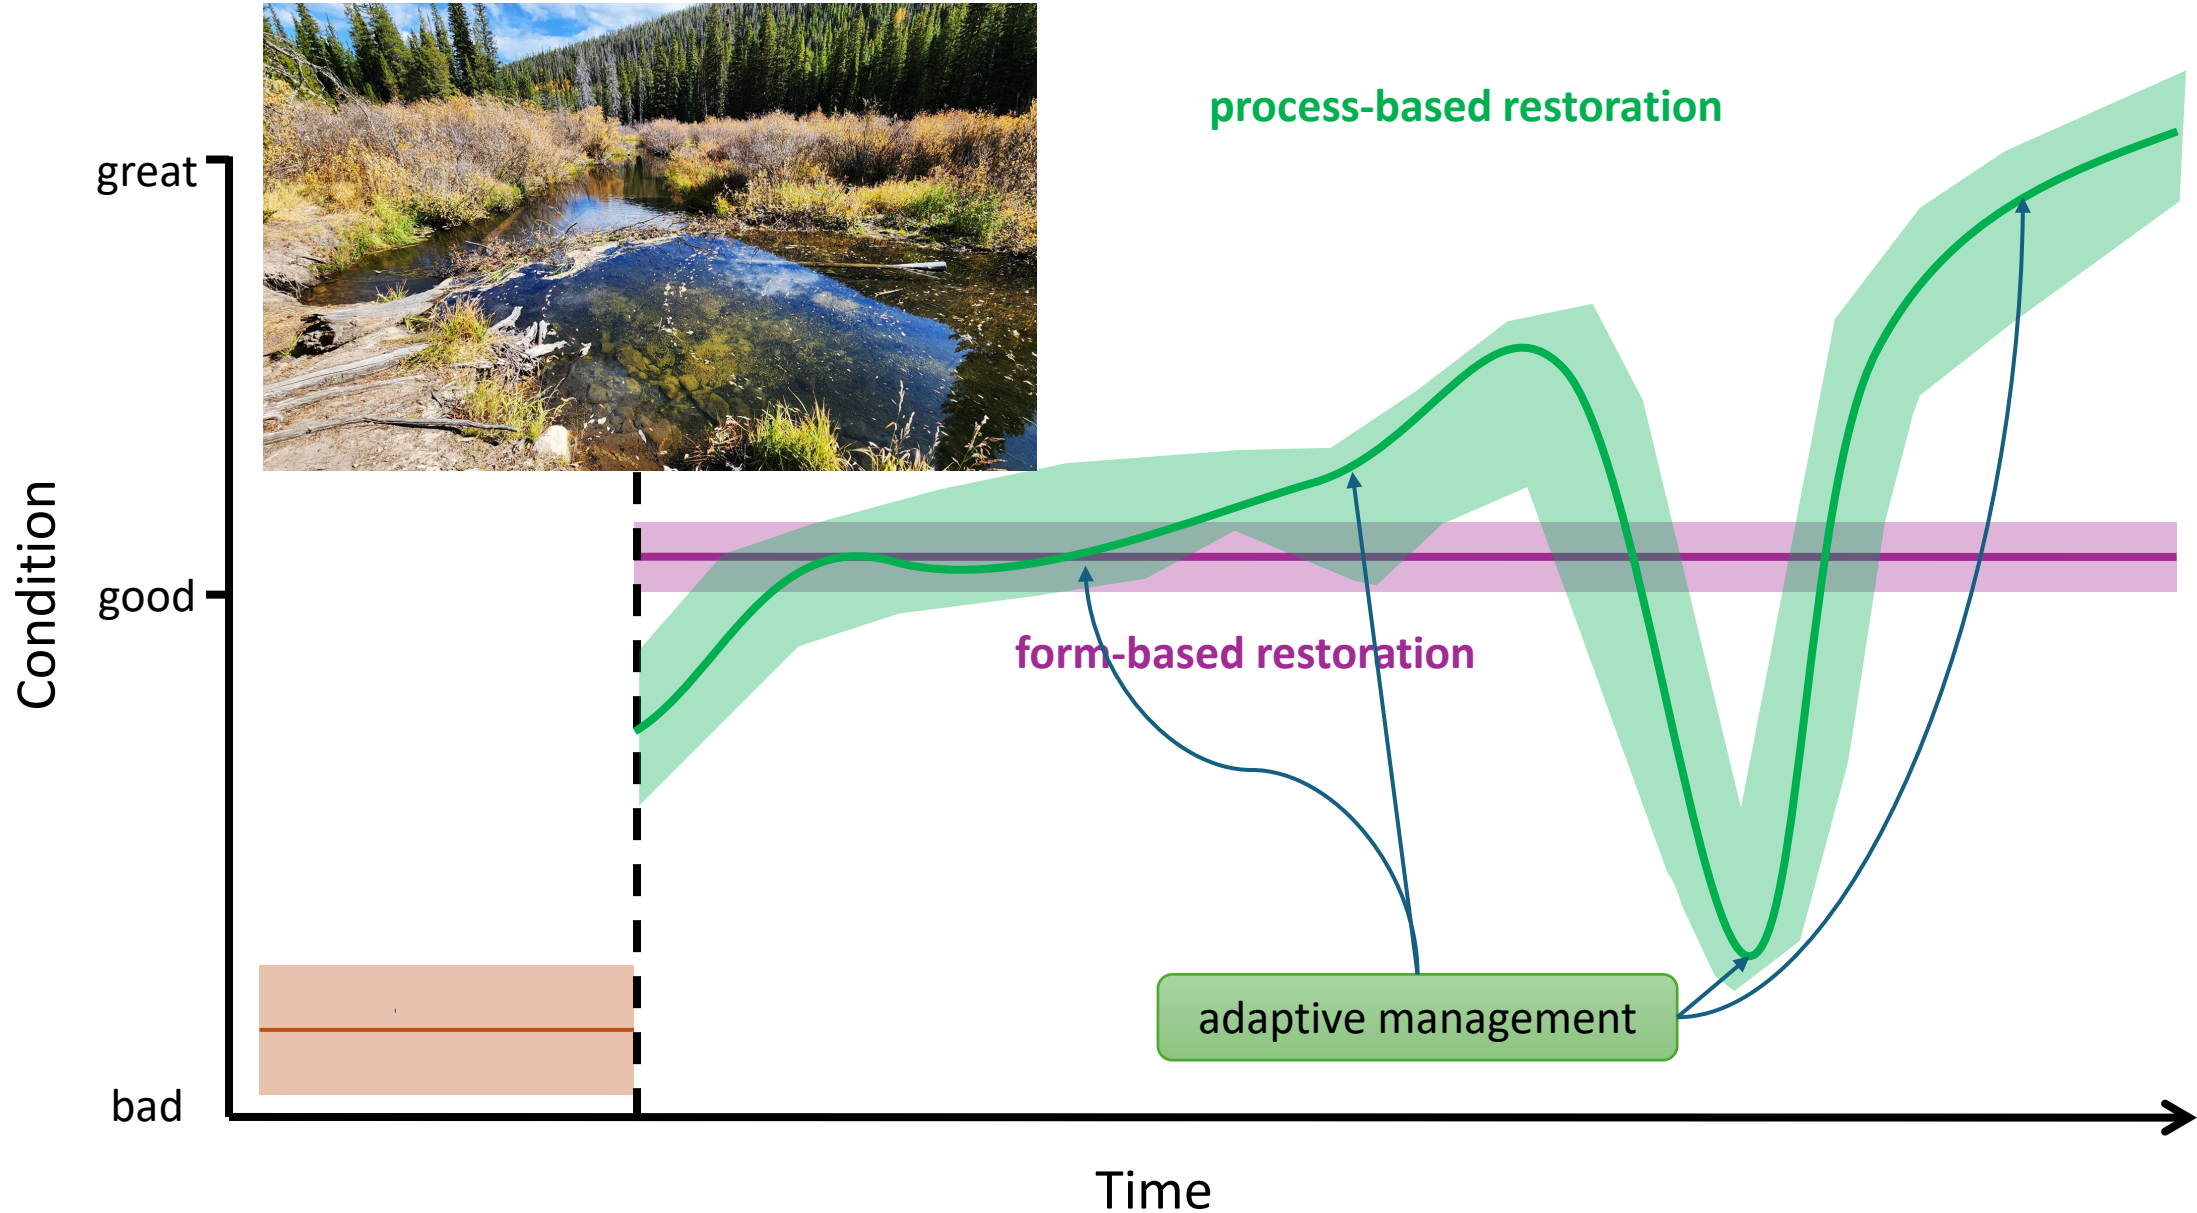 process-based restoration
great
Condition
good
form-based restoration
adaptive management
bad
Time